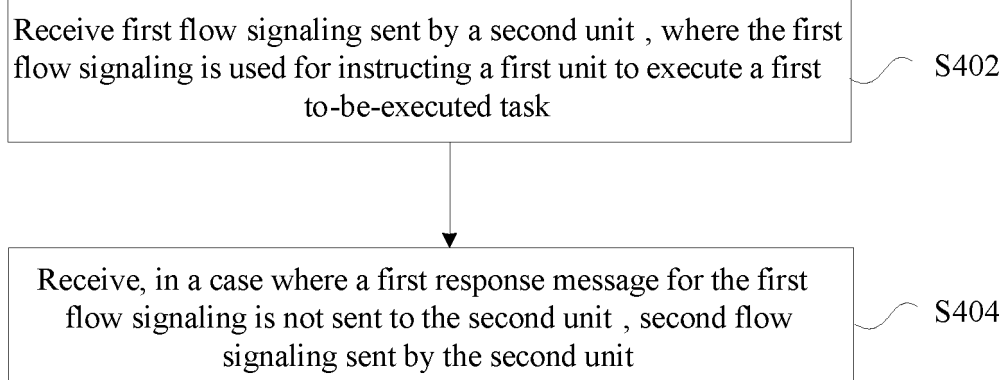 Receive first flow signaling sent by a second unit , where the first
flow signaling is used for instructing a first unit to execute a first
to-be-executed task
S402
Receive, in a case where a first response message for the first
flow signaling is not sent to the second unit , second flow
signaling sent by the second unit
S404